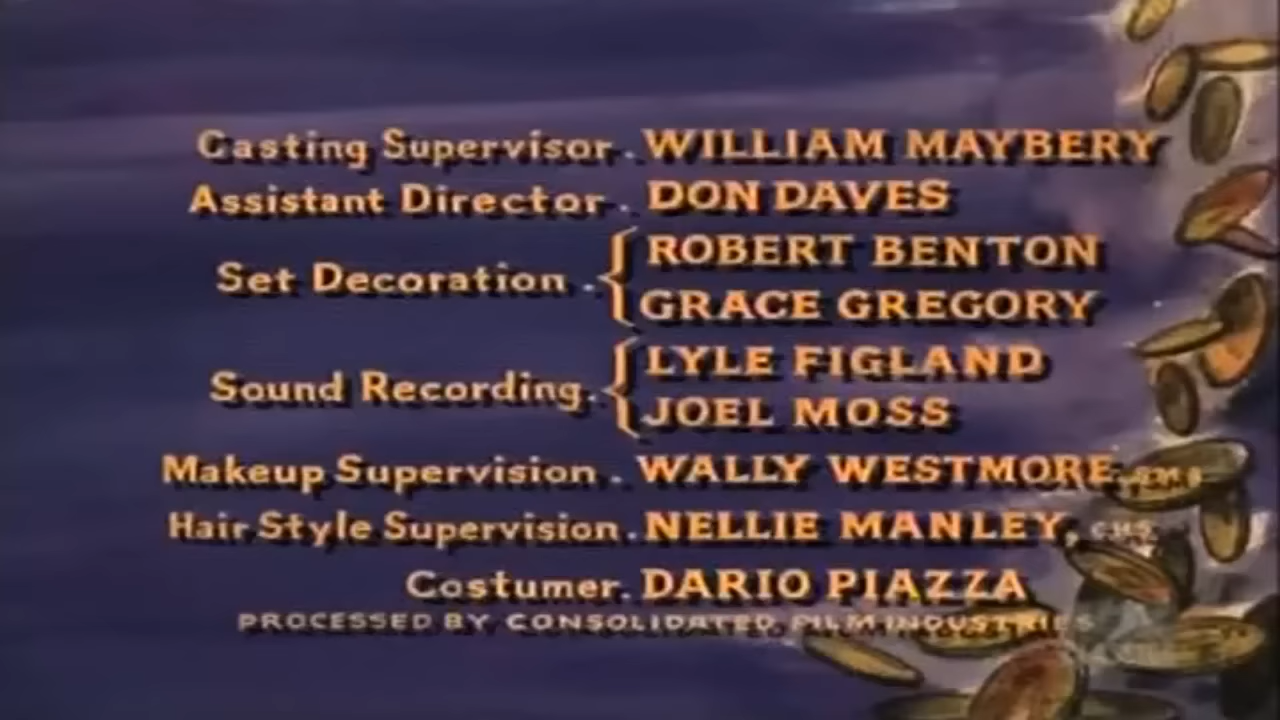 Casting Supervisor . WILLIAM MAYBERY
Assistant Director . DON DAVES
Set Decoration . { ROBERT BENTON
GRACE GREGORY
Sound Recording . { LYLE FIGLAND
JOEL MOSS
Makeup Supervision . WALLY WESTMORE
Hair Style Supervision . NELLIE MANLEY, C.H.S.
Costumer . DARIO PIAZZA
PROCESSED BY CONSOLIDATED FILM INDUSTRIES